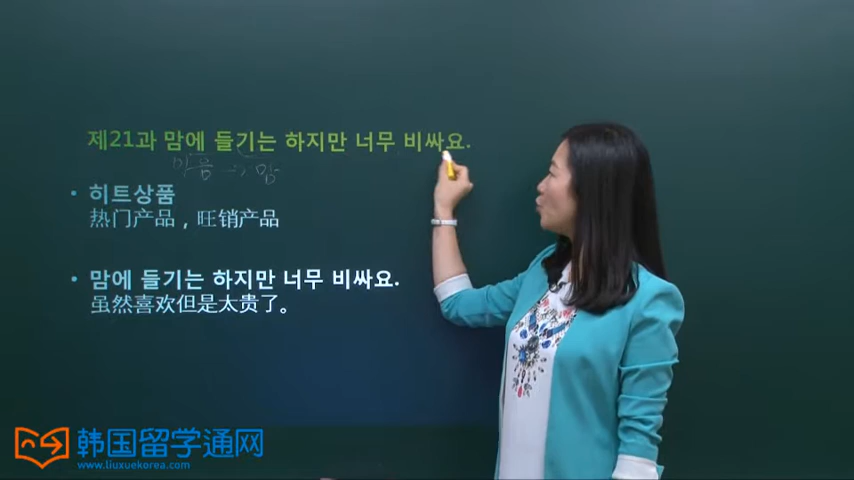 제21과 맘에 들기는 하지만 너무 비싸요.
마음 → 맘
• 히트상품
热门产品，旺销产品
• 맘에 들기는 하지만 너무 비싸요.
虽然喜欢但是太贵了。
韩国留学通网
www.liuxuekorea.com